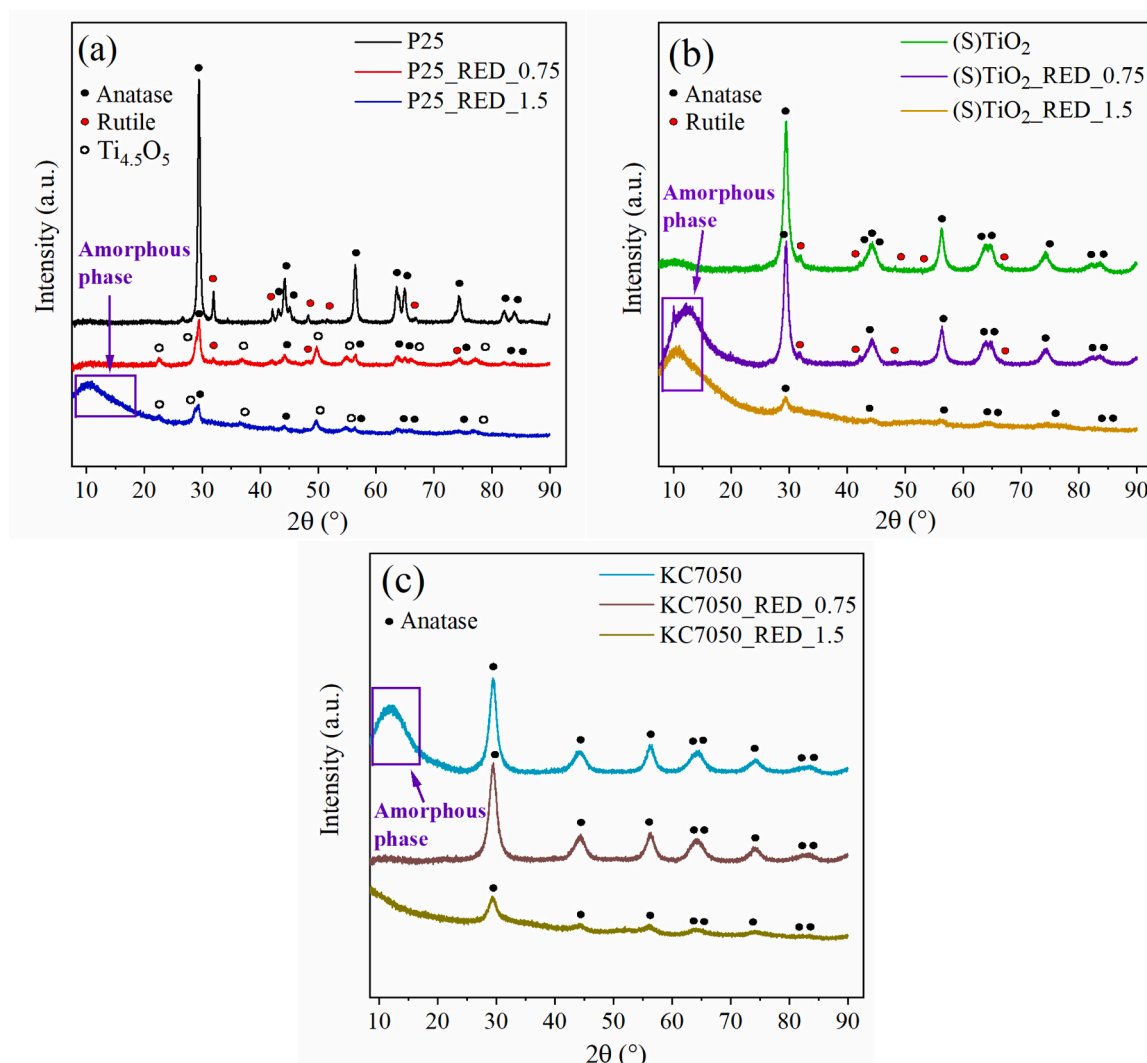 (a)
P25
P25_RED_0.75
P25_RED_1.5
Anatase
Rutile
Ti4.5O5
Amorphous
phase
Intensity (a.u.)
10 20 30 40 50 60 70 80 90
2θ (°)
(b)
(S)TiO2
(S)TiO2_RED_0.75
(S)TiO2_RED_1.5
Anatase
Rutile
Amorphous
phase
Intensity (a.u.)
10 20 30 40 50 60 70 80 90
2θ (°)
(c)
KC7050
KC7050_RED_0.75
KC7050_RED_1.5
Anatase
Amorphous
phase
Intensity (a.u.)
10 20 30 40 50 60 70 80 90
2θ (°)